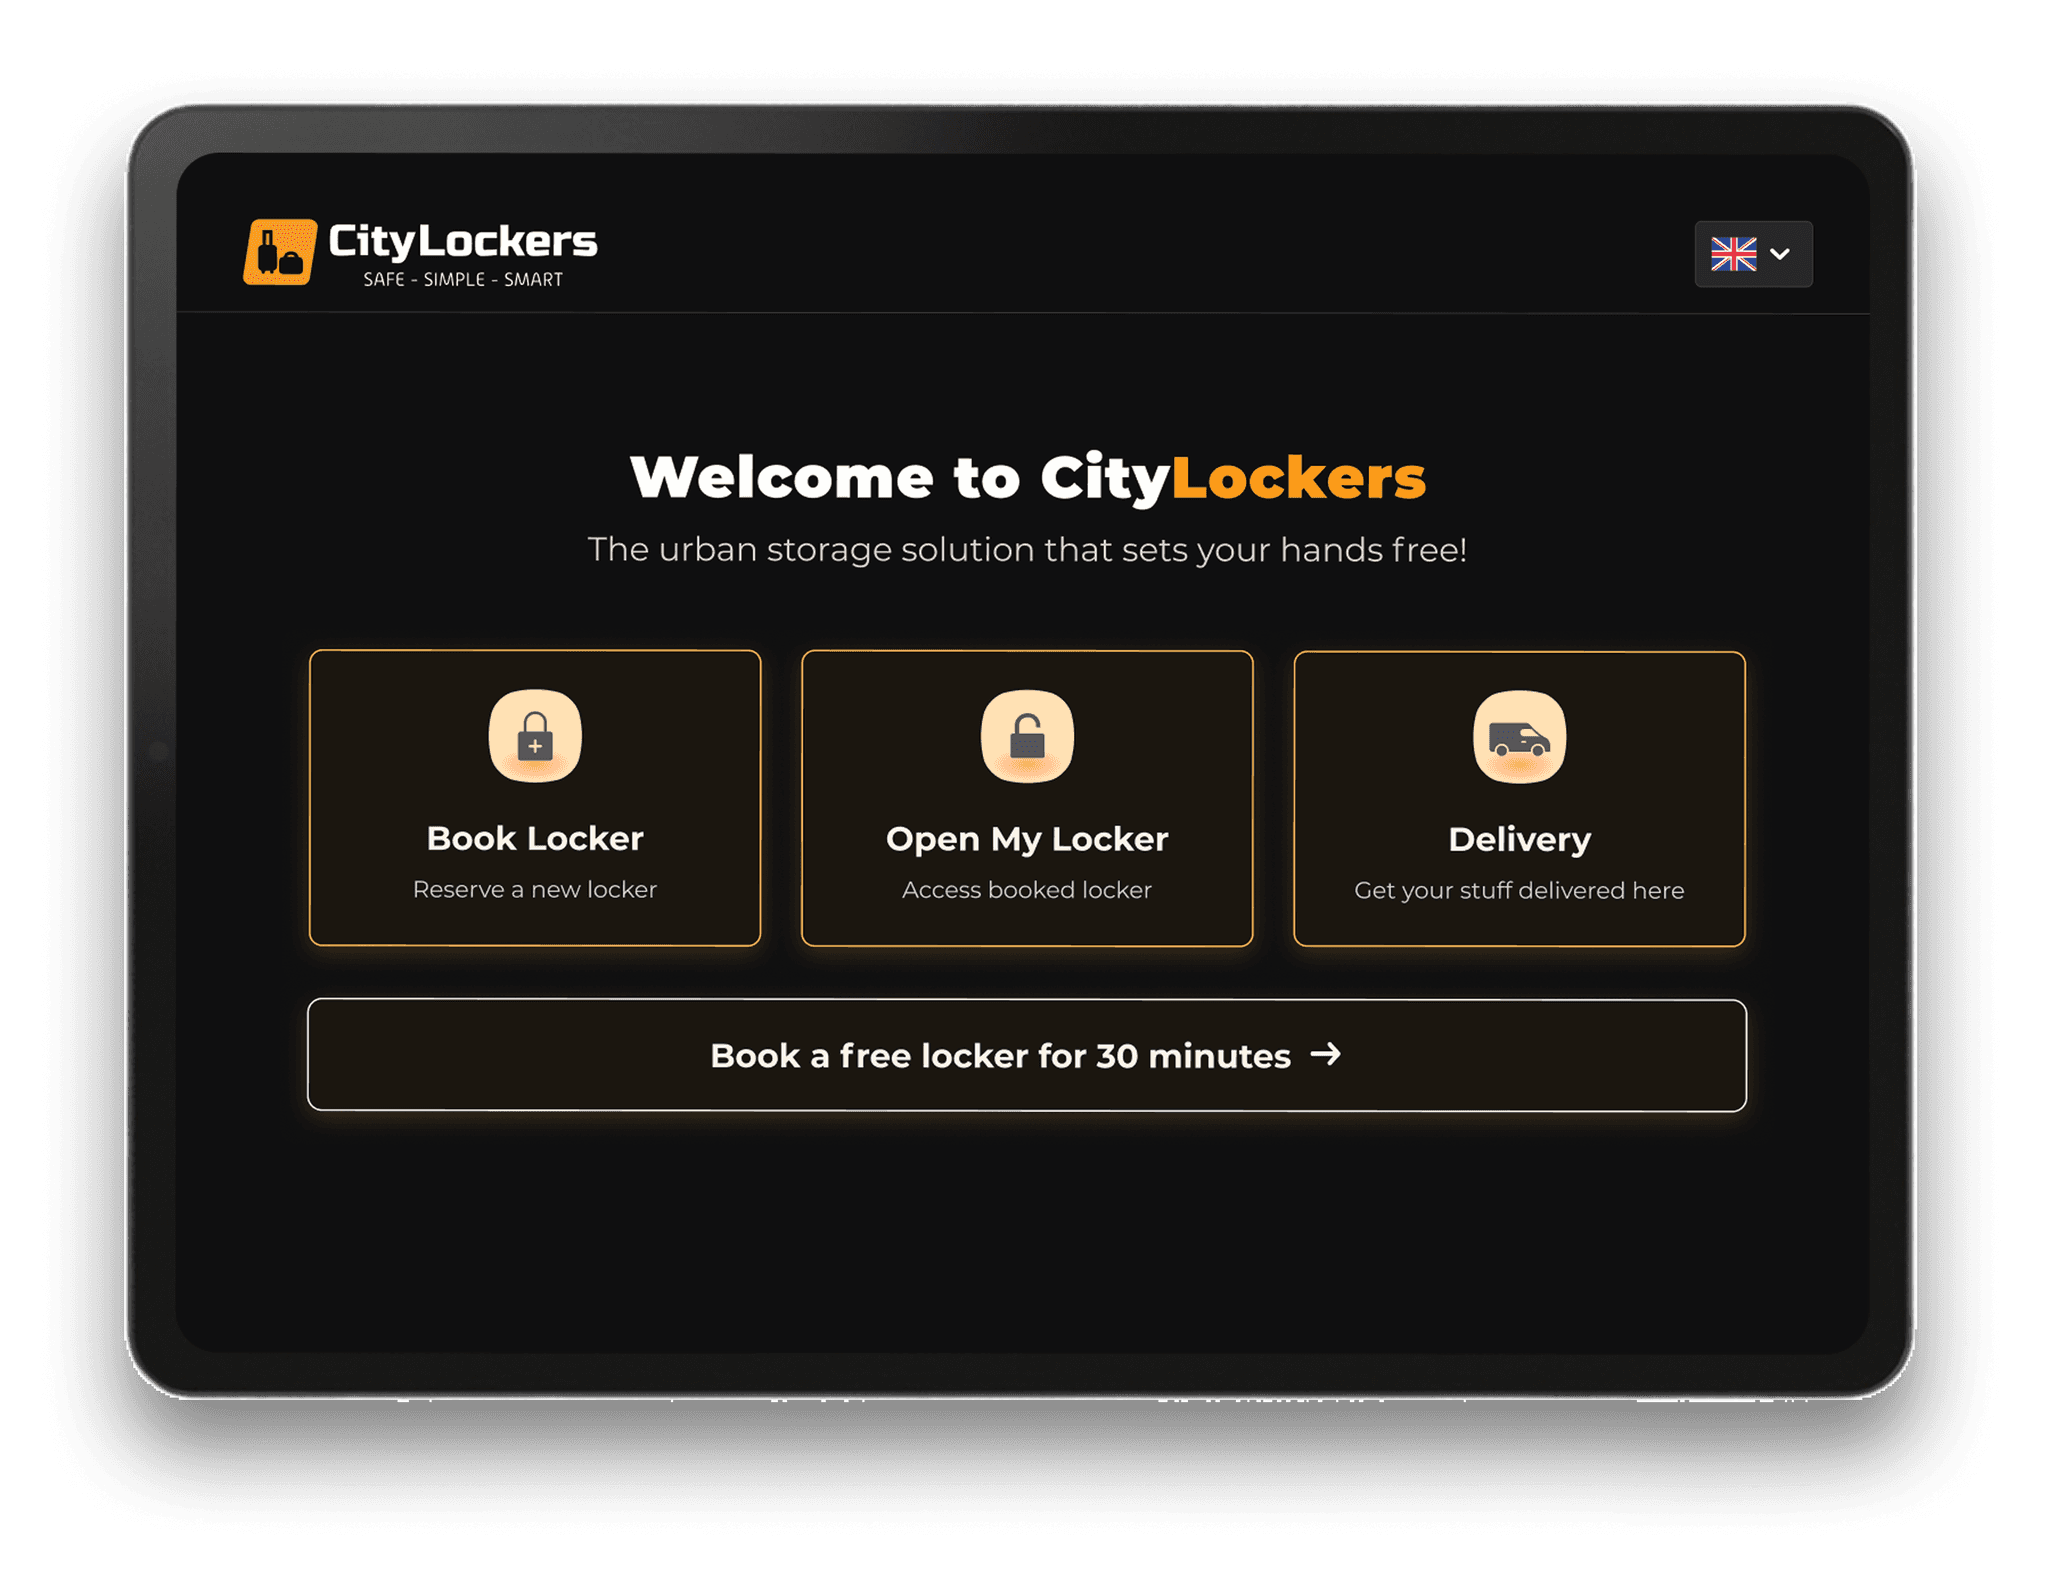 CityLockers
SAFE - SIMPLE - SMART
Welcome to CityLockers
The urban storage solution that sets your hands free!
Book Locker
Reserve a new locker
Open My Locker
Access booked locker
Delivery
Get your stuff delivered here
Book a free locker for 30 minutes →